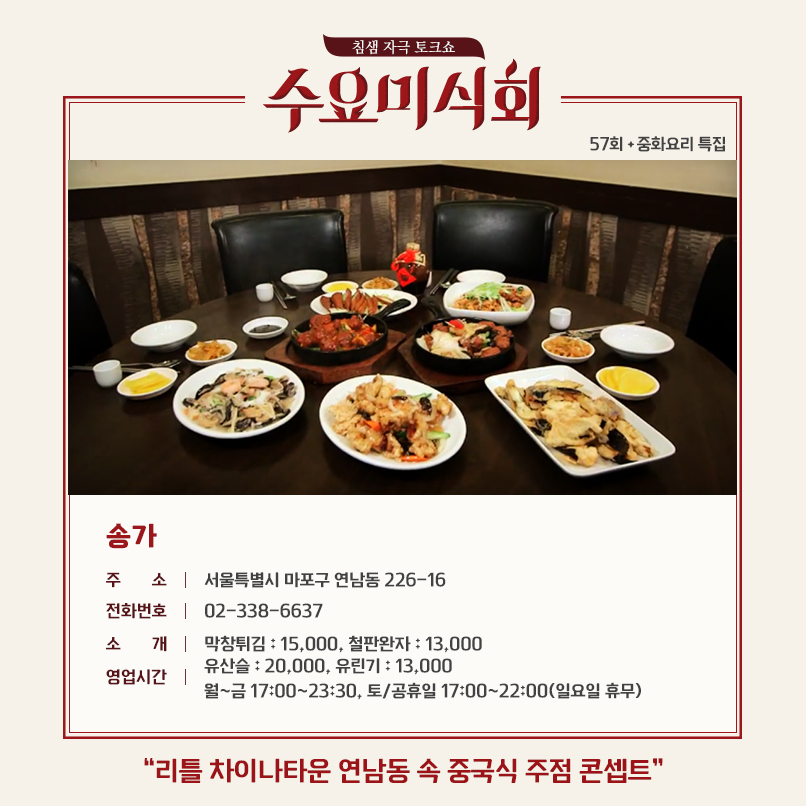 침샘 자극 토크쇼
수요미식회
57회 + 중화요리 특집
송가
주 소 | 서울특별시 마포구 연남동 226-16
전화번호 | 02-338-6637
소 개 | 막창튀김 : 15,000, 철판완자 : 13,000
유산슬 : 20,000, 유린기 : 13,000
영업시간 | 월~금 17:00~23:30, 토/공휴일 17:00~22:00(일요일 휴무)
“리틀 차이나타운 연남동 속 중국식 주점 콘셉트”